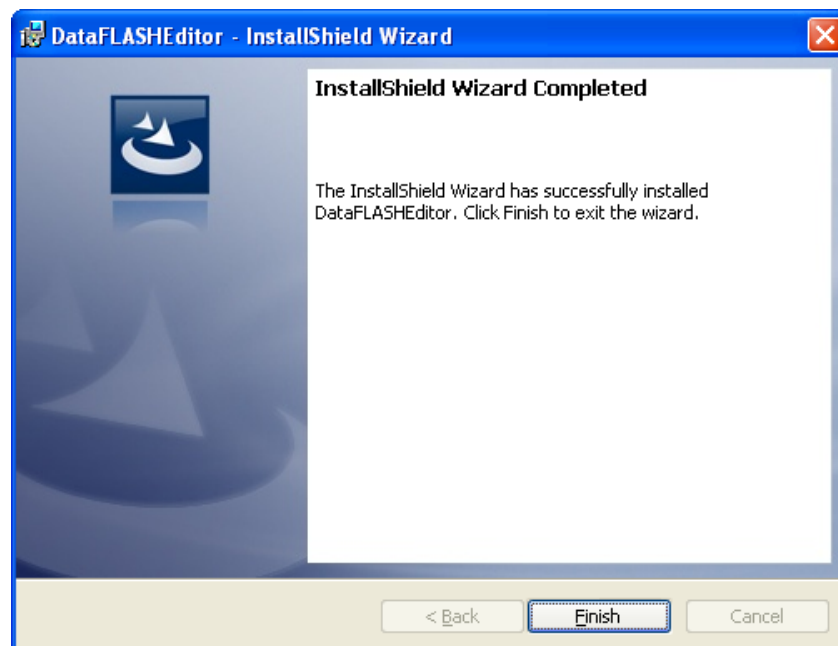 DataFLASHEditor - InstallShield Wizard
InstallShield Wizard Completed
The InstallShield Wizard has successfully installed
DataFLASHEditor. Click Finish to exit the wizard.
< Back Finish Cancel